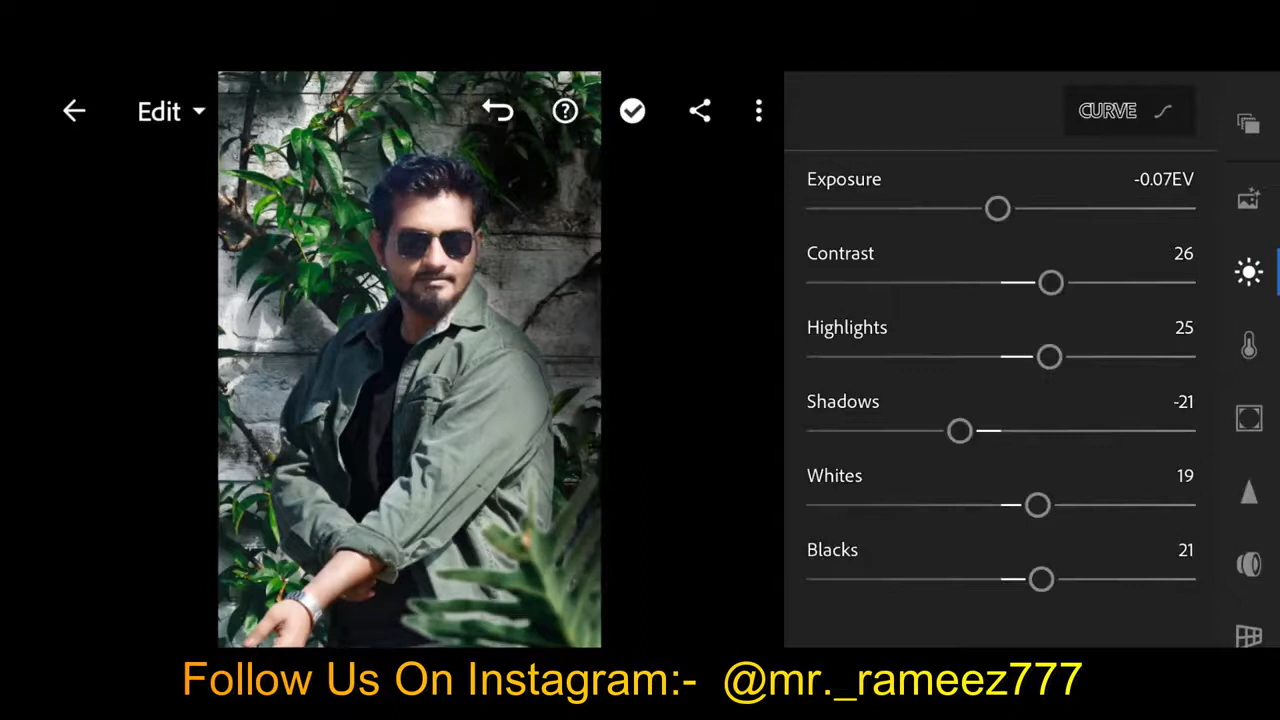 Edit
CURVE
Exposure -0.07EV
Contrast 26
Highlights 25
Shadows -21
Whites 19
Blacks 21
Follow Us On Instagram:- @mr._rameez777